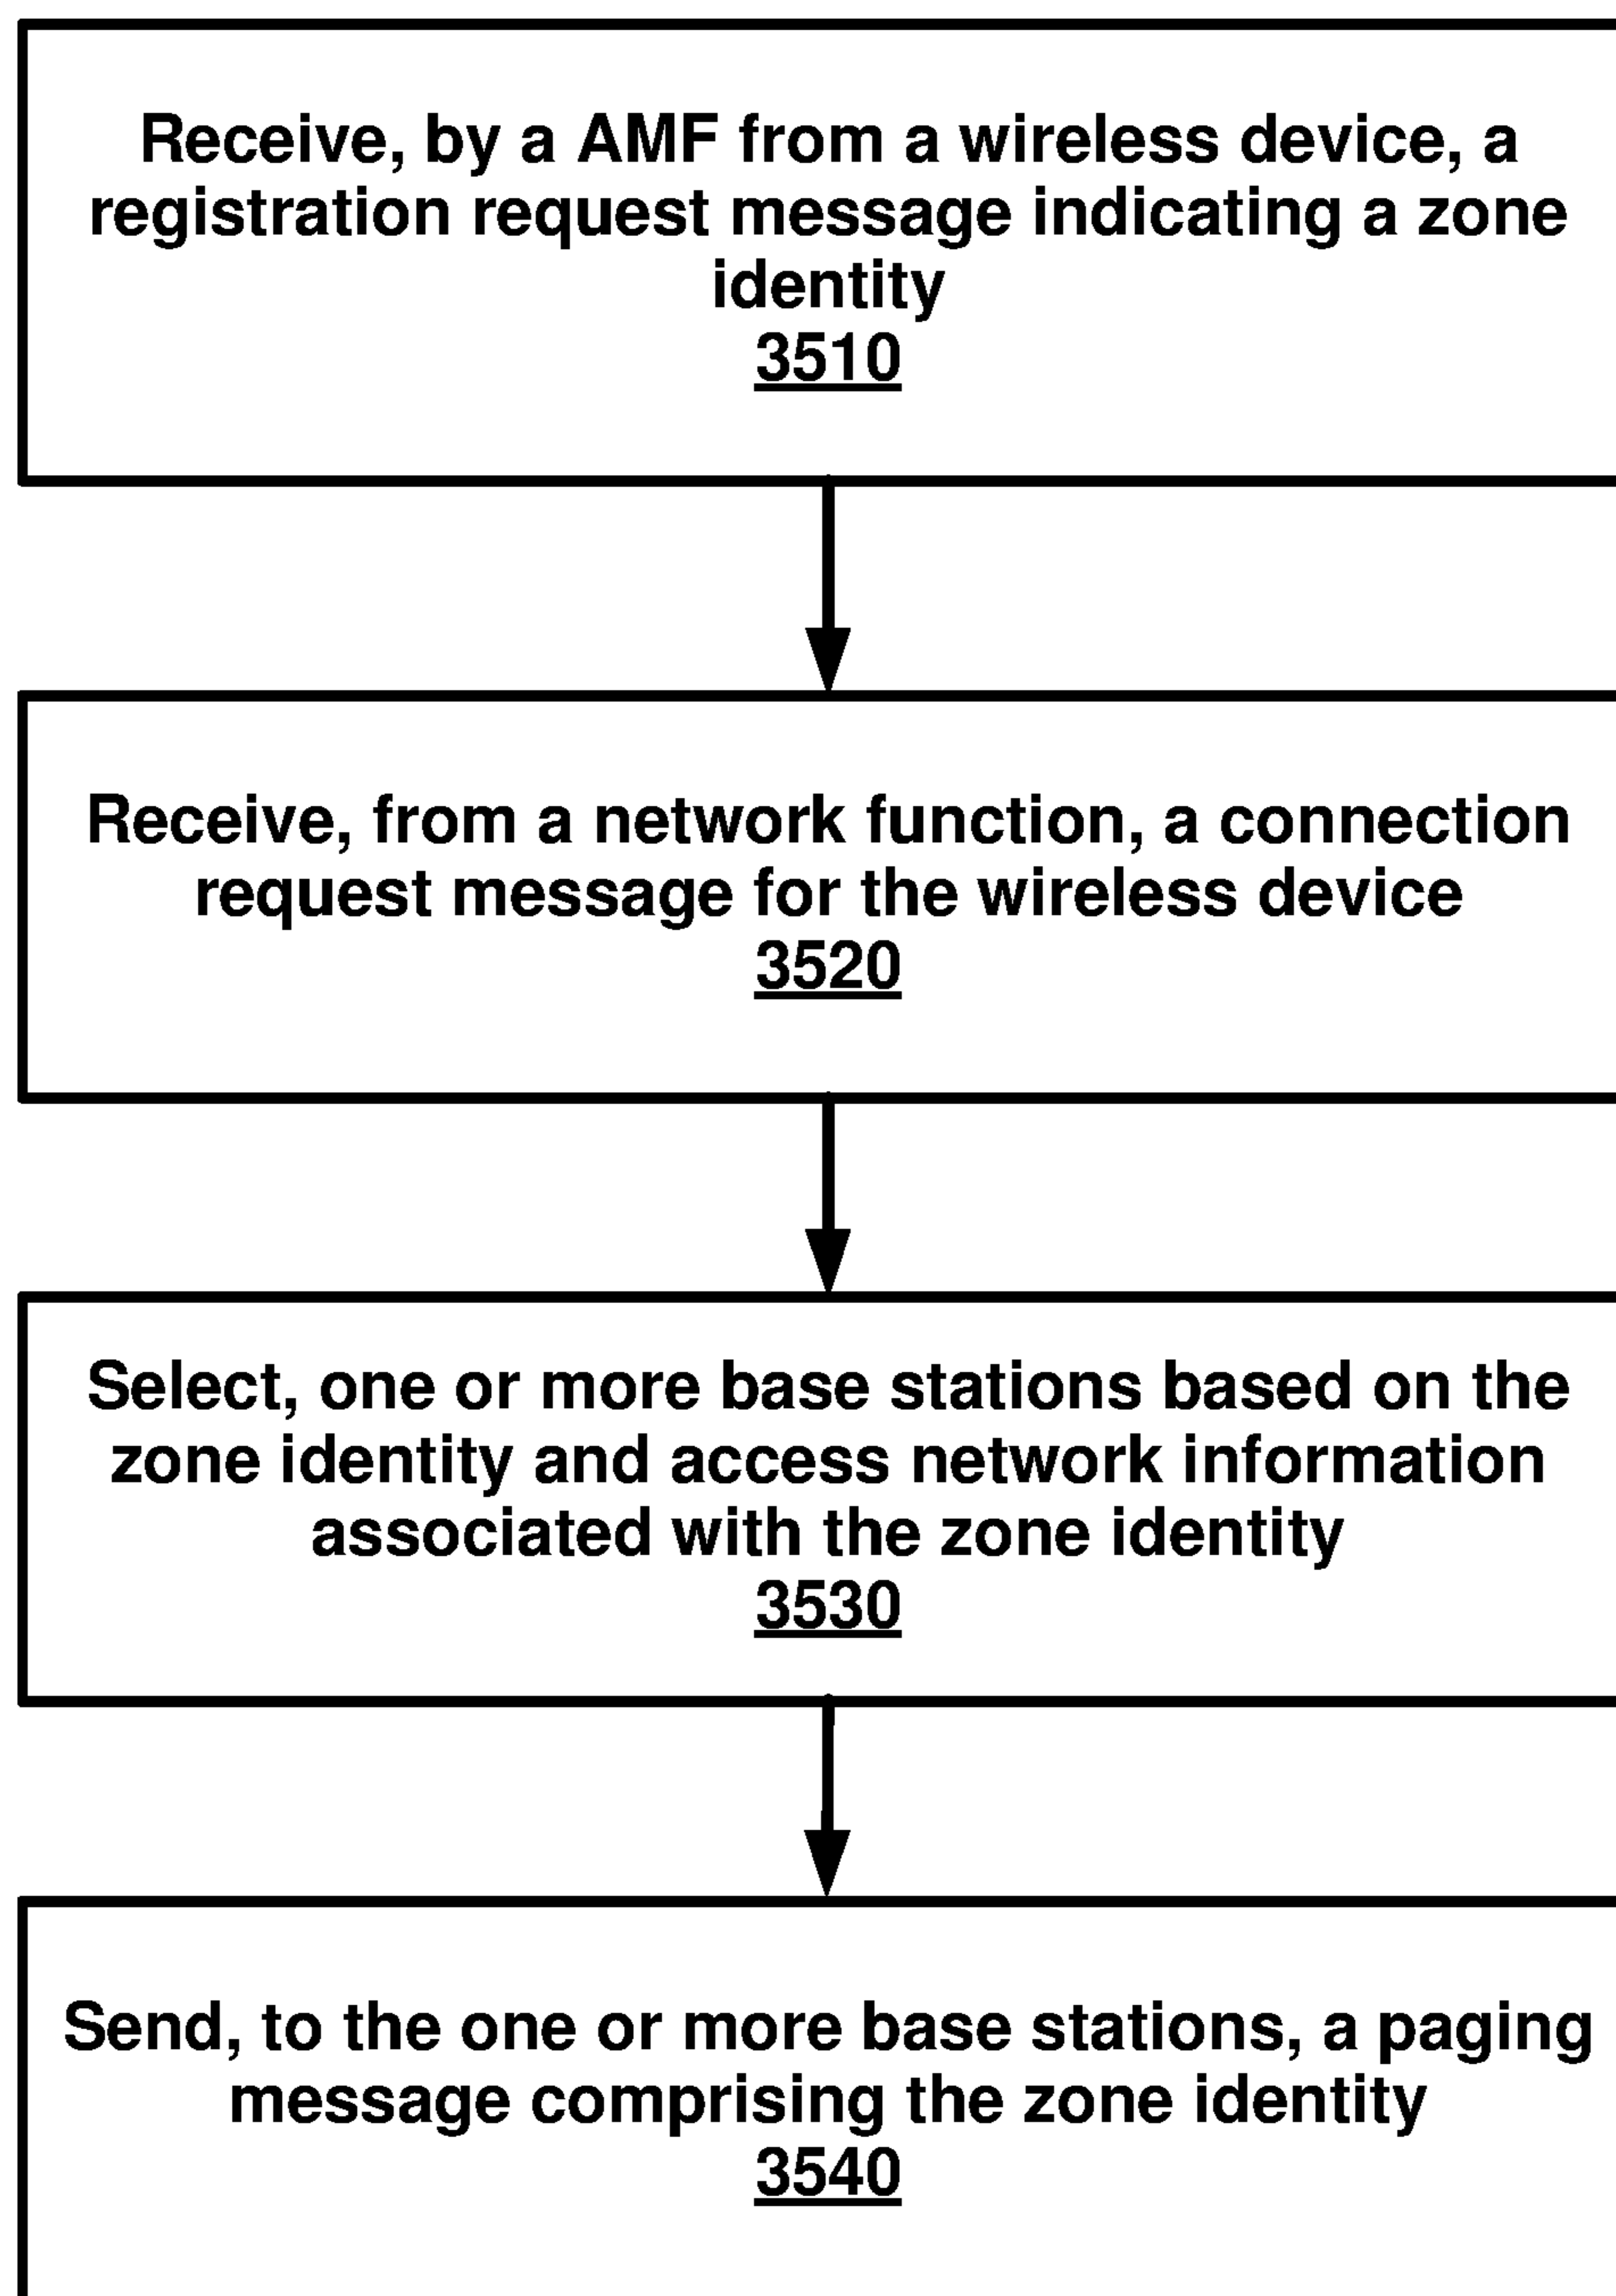 Receive, by a AMF from a wireless device, a
registration request message indicating a zone
identity
3510
Receive, from a network function, a connection
request message for the wireless device
3520
Select, one or more base stations based on the
zone identity and access network information
associated with the zone identity
3530
Send, to the one or more base stations, a paging
message comprising the zone identity
3540